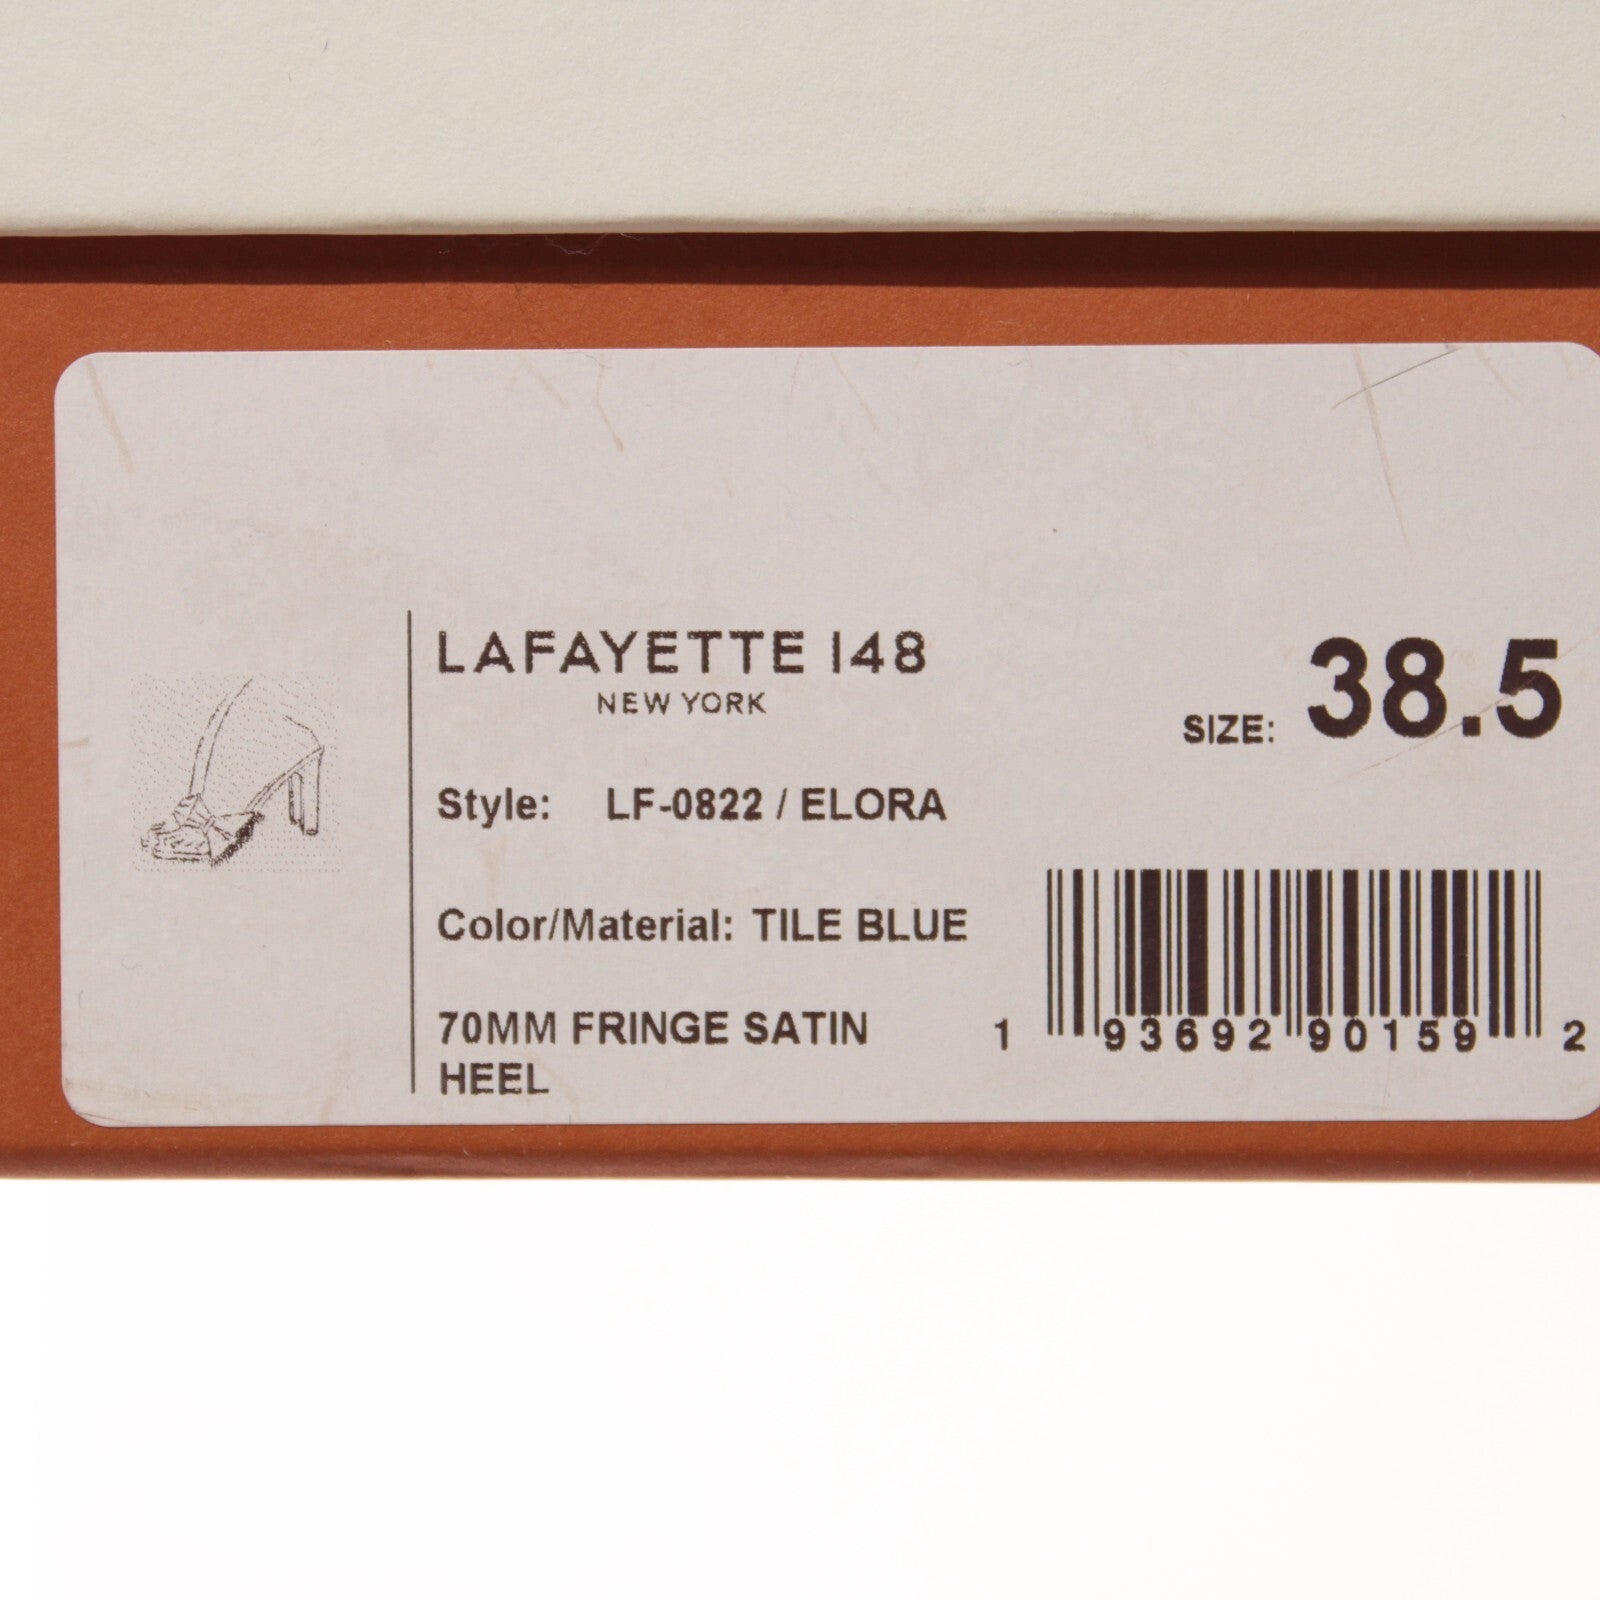 LAFAYETTE 148
NEW YORK
SIZE: 38.5
Style: LF-0822 / ELORA
Color/Material: TILE BLUE
70MM FRINGE SATIN
HEEL
1 93692 90159 2